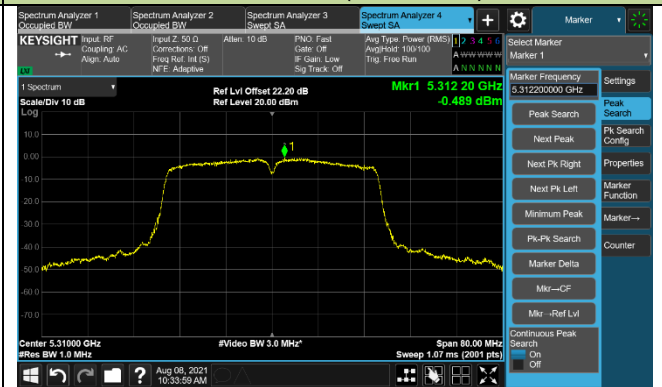 Spectrum Analyzer 1
Occupied BW
Spectrum Analyzer 2
Occupied BW
Spectrum Analyzer 3
Swept SA
Spectrum Analyzer 4
Swept SA
+
Marker
KEYSIGHT
Input: RF
Coupling: AC
Align: Auto
Input Z: 50 Ω
Corrections: Off
Freq Ref: Int (S)
NFE: Adaptive
Atten: 10 dB
PNO: Fast
Gate: Off
IF Gain: Low
Sig Track: Off
Avg Type: Power (RMS)
Avg|Hold: 100/100
Trig: Free Run
1 2 3 4 5 6
A W W W W W
A N N N N N
LV
Select Marker
Marker 1
1 Spectrum
Scale/Div 10 dB
Log
Ref Lvl Offset 22.20 dB
Ref Level 20.00 dBm
Mkr1 5.312 20 GHz
-0.489 dBm
10.0
0.00
-10.0
-20.0
-30.0
-40.0
-50.0
-60.0
-70.0
1
Center 5.31000 GHz
#Res BW 1.0 MHz
#Video BW 3.0 MHz*
Span 80.00 MHz
Sweep 1.07 ms (2001 pts)
Marker Frequency
5.312200000 GHz
Peak Search
Next Peak
Next Pk Right
Next Pk Left
Minimum Peak
Pk-Pk Search
Marker Delta
Mkr→CF
Mkr→Ref Lvl
Continuous Peak
Search
On
Off
Settings
Peak
Search
Pk Search
Config
Properties
Marker
Function
Marker→
Counter
?
Aug 08, 2021
10:33:59 AM